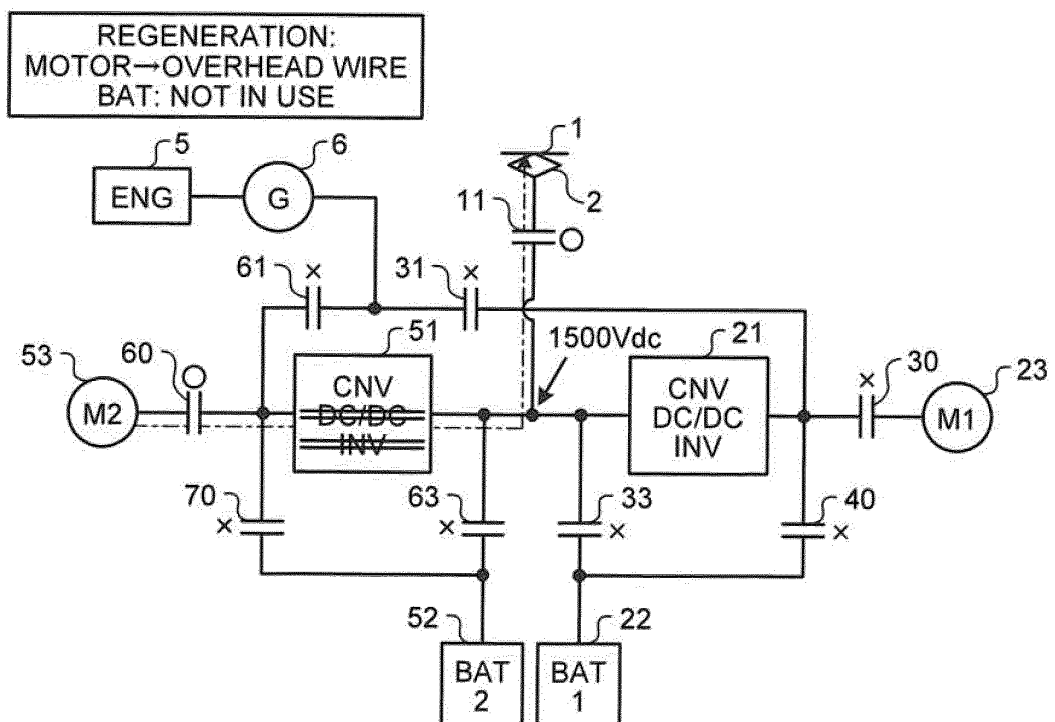 REGENERATION:
MOTOR→OVERHEAD WIRE
BAT: NOT IN USE
1
5
6
ENG
G
11
2
61
×
31
×
1500Vdc
53
60
51
21
30
×
23
M2
CNV
DC/DC
INV
CNV
DC/DC
INV
M1
70
×
63
×
33
×
40
×
52
22
BAT
2
BAT
1